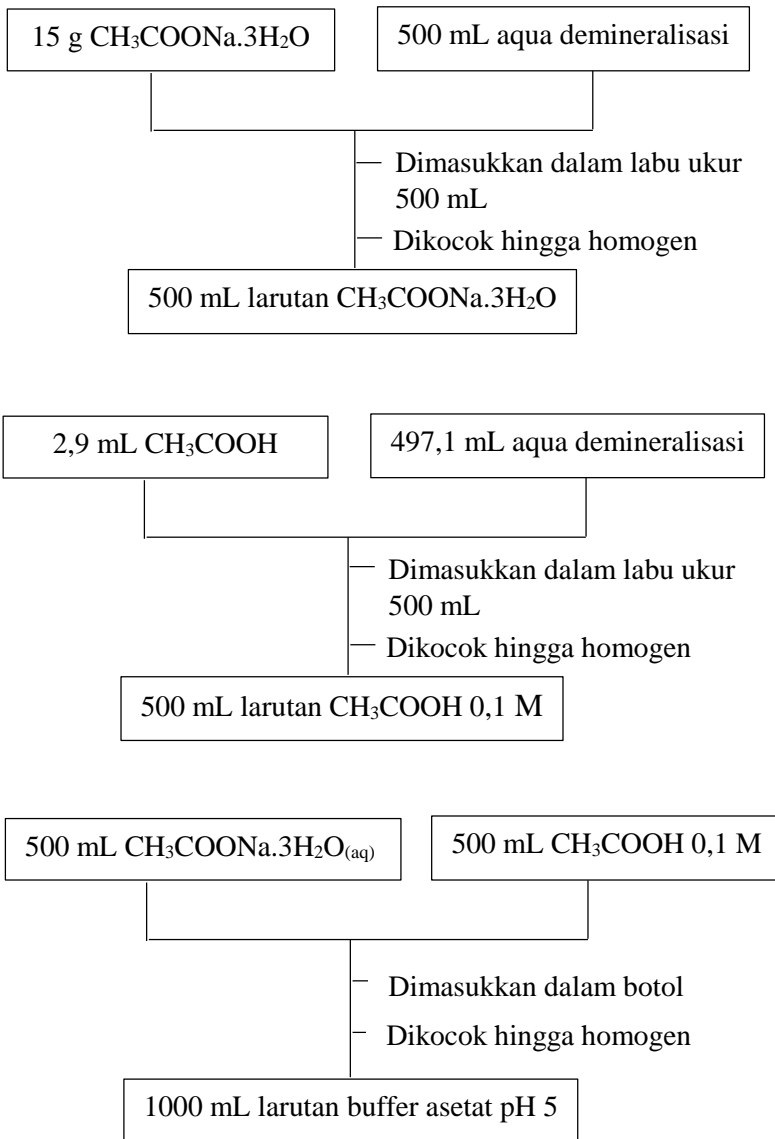 15 g CH₃COONa.3H₂O
500 mL aqua demineralisasi
Dimasukkan dalam labu ukur
500 mL
Dikocok hingga homogen
500 mL larutan CH₃COONa.3H₂O
2,9 mL CH₃COOH
497,1 mL aqua demineralisasi
Dimasukkan dalam labu ukur
500 mL
Dikocok hingga homogen
500 mL larutan CH₃COOH 0,1 M
500 mL CH₃COONa.3H₂O₍aq₎
500 mL CH₃COOH 0,1 M
Dimasukkan dalam botol
Dikocok hingga homogen
1000 mL larutan buffer asetat pH 5